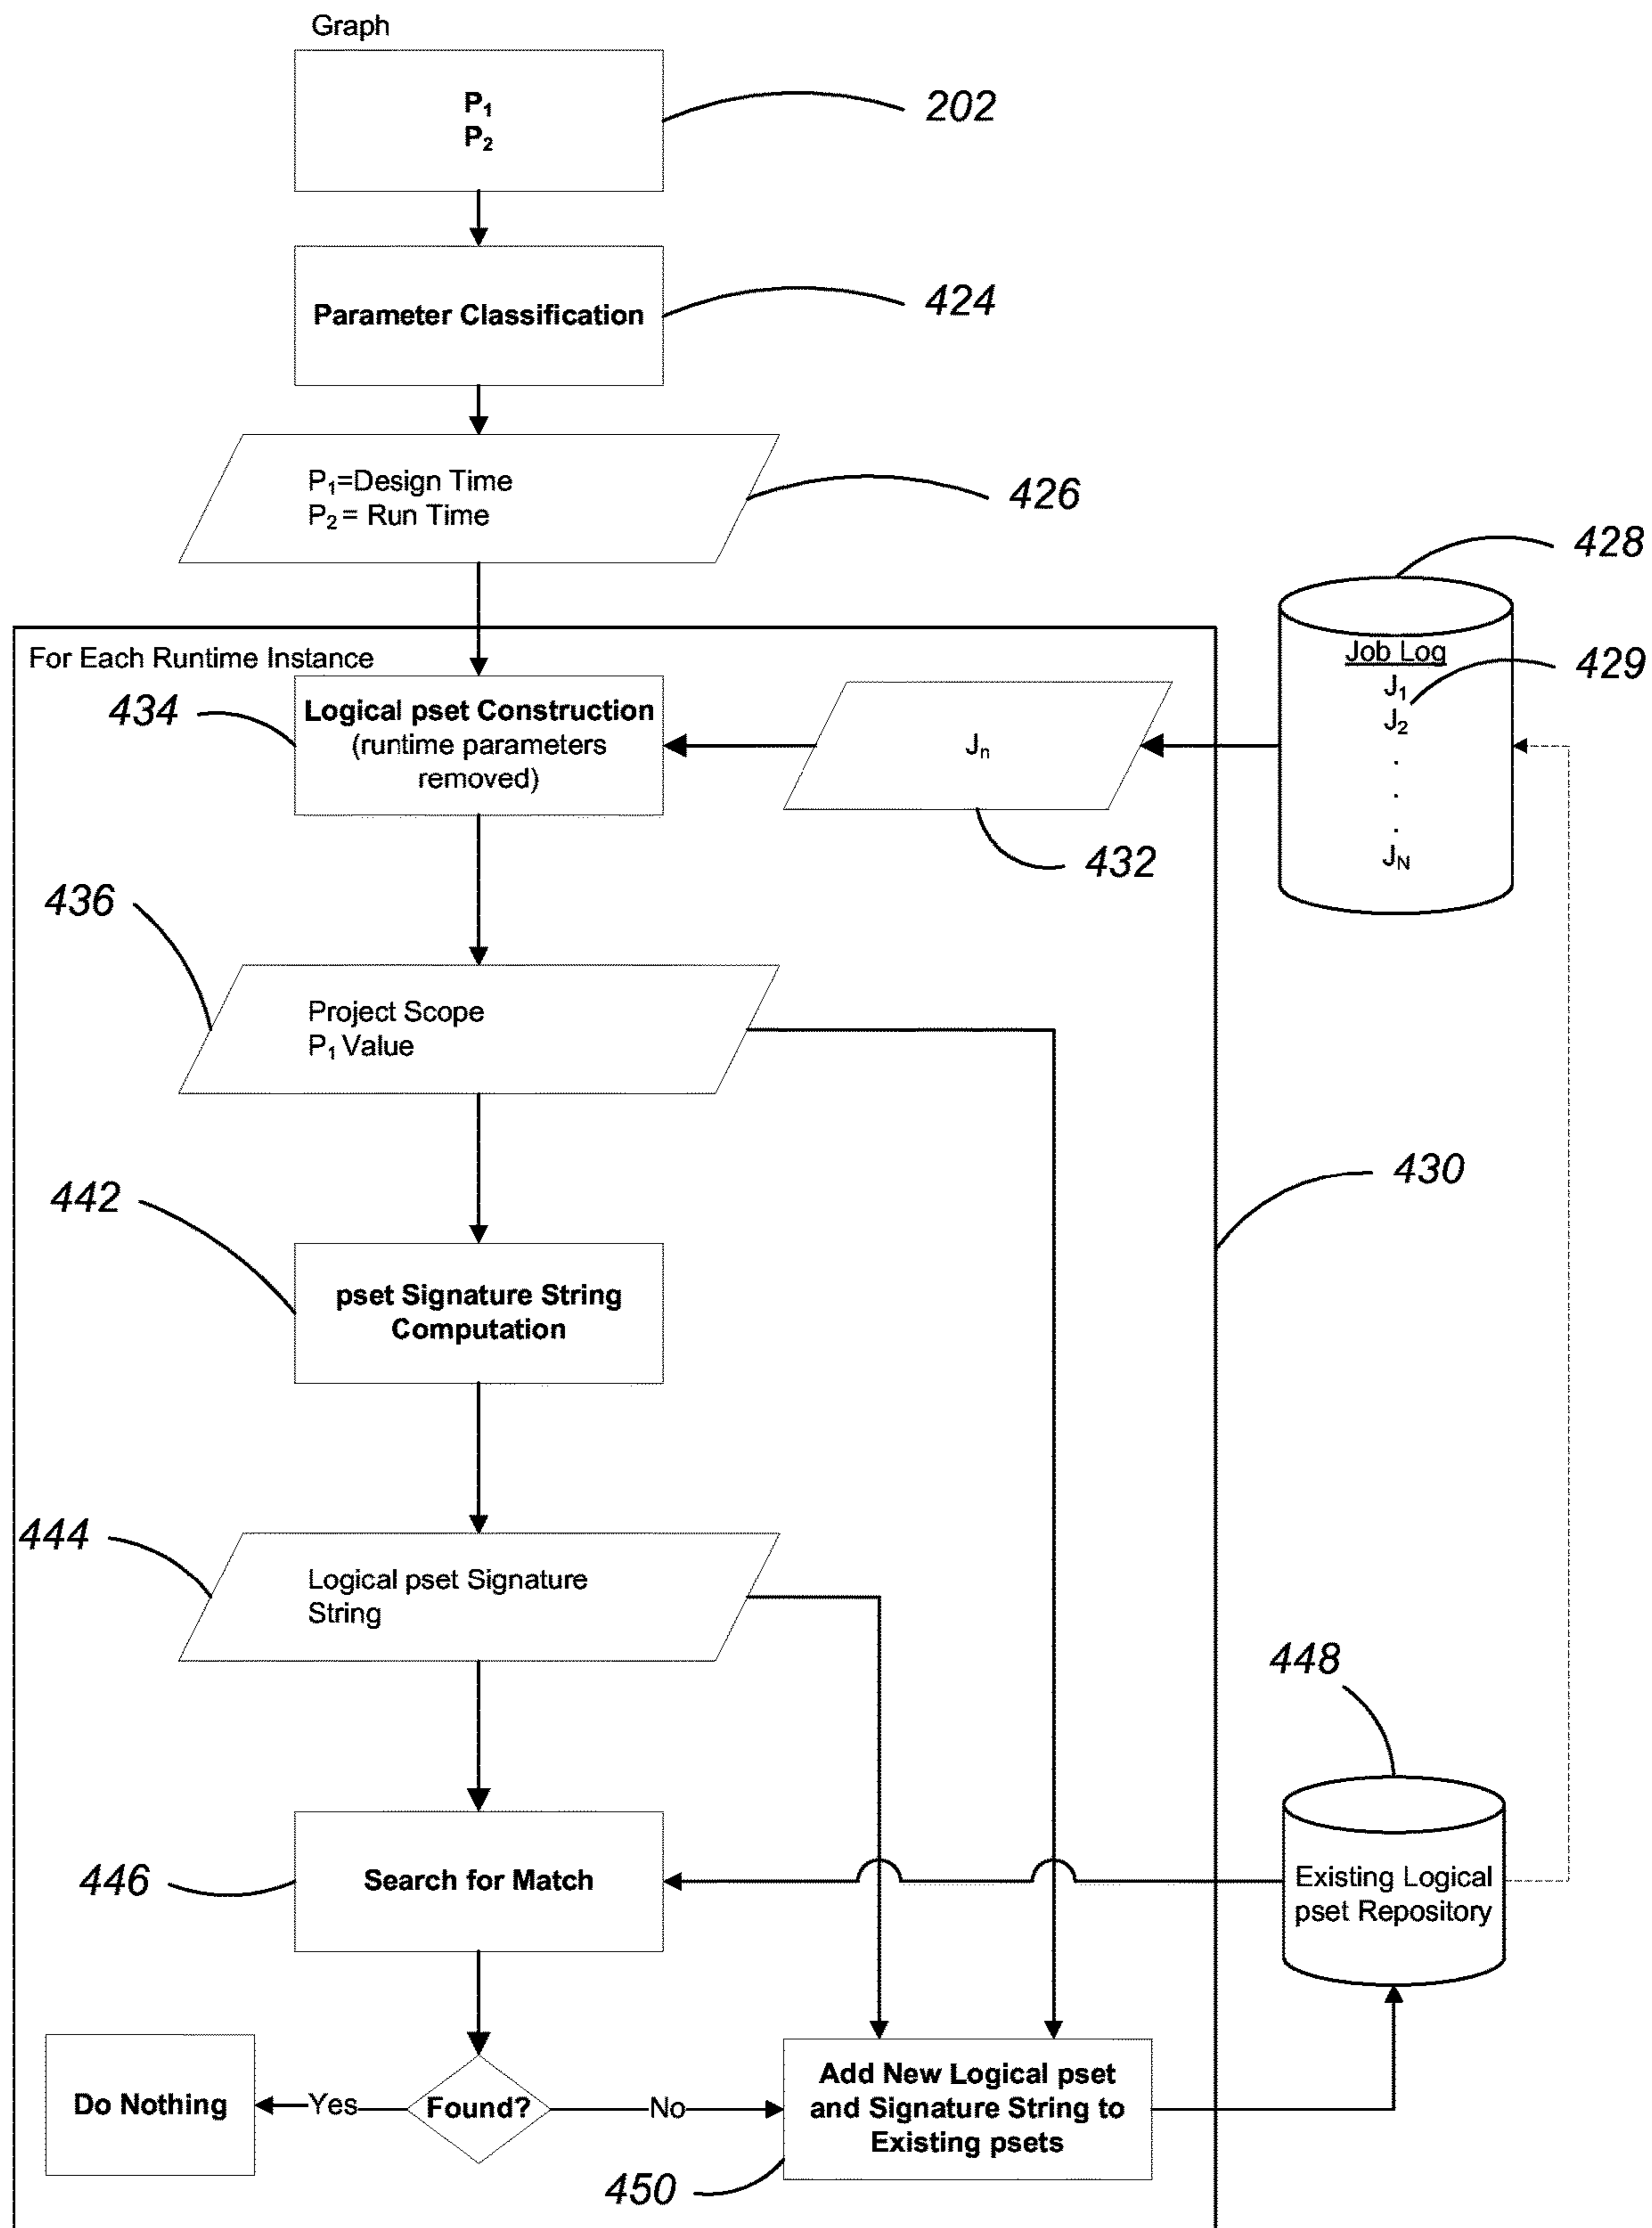 Graph
P₁
P₂
202
Parameter Classification
424
P₁=Design Time
P₂ = Run Time
426
428
For Each Runtime Instance
Job Log
J₁
429
J₂
.
.
.
J_N
434
Logical pset Construction
(runtime parameters
removed)
Jₙ
432
436
Project Scope
P₁ Value
430
442
pset Signature String
Computation
444
Logical pset Signature
String
448
446
Search for Match
Existing Logical
pset Repository
Do Nothing
Yes
Found?
No
Add New Logical pset
and Signature String to
Existing psets
450